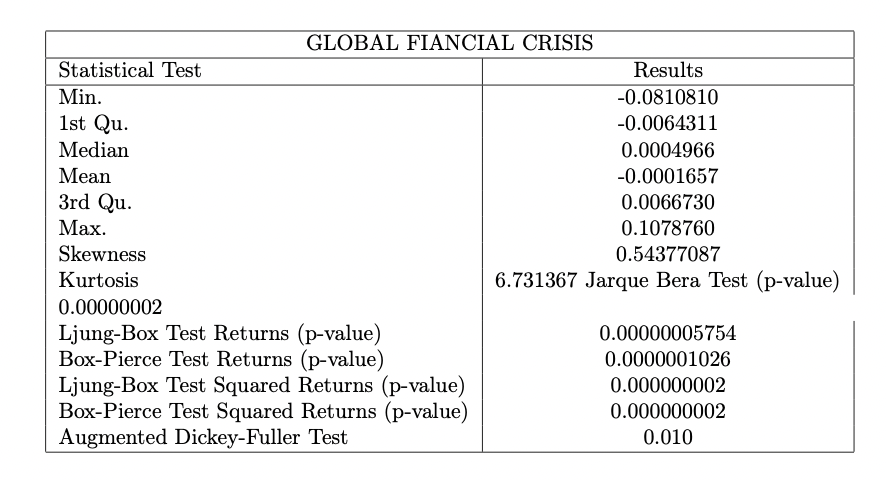 GLOBAL FIANCIAL CRISIS
Statistical Test Results
Min. -0.0810810
1st Qu. -0.0064311
Median 0.0004966
Mean -0.0001657
3rd Qu. 0.0066730
Max. 0.1078760
Skewness 0.54377087
Kurtosis 6.731367 Jarque Bera Test (p-value)
0.00000002
Ljung-Box Test Returns (p-value) 0.00000005754
Box-Pierce Test Returns (p-value) 0.0000001026
Ljung-Box Test Squared Returns (p-value) 0.000000002
Box-Pierce Test Squared Returns (p-value) 0.000000002
Augmented Dickey-Fuller Test 0.010